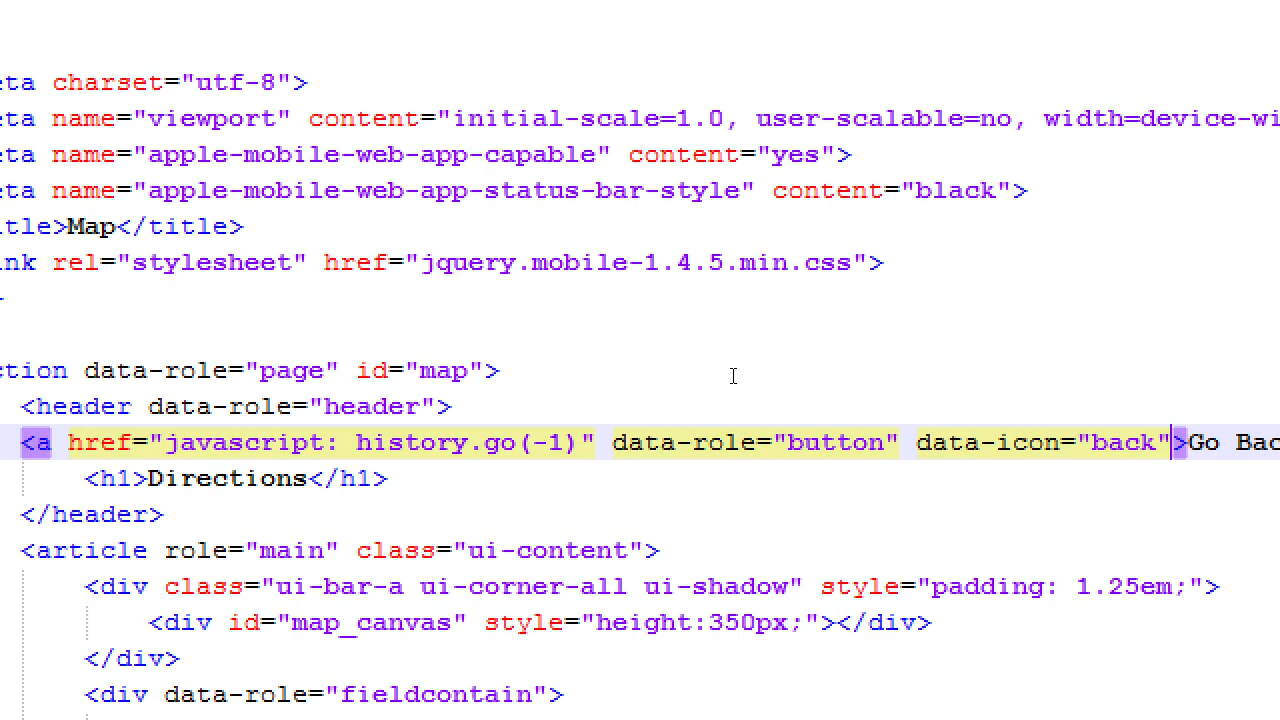 eta charset="utf-8">
eta name="viewport" content="initial-scale=1.0, user-scalable=no, width=device-wi
eta name="apple-mobile-web-app-capable" content="yes">
eta name="apple-mobile-web-app-status-bar-style" content="black">
itle>Map</title>
ink rel="stylesheet" href="jquery.mobile-1.4.5.min.css">
>
ction data-role="page" id="map">
<header data-role="header">
<a href="javascript: history.go(-1)" data-role="button" data-icon="back">Go Bac
<h1>Directions</h1>
</header>
<article role="main" class="ui-content">
<div class="ui-bar-a ui-corner-all ui-shadow" style="padding: 1.25em;">
<div id="map_canvas" style="height:350px;"></div>
</div>
<div data-role="fieldcontain">